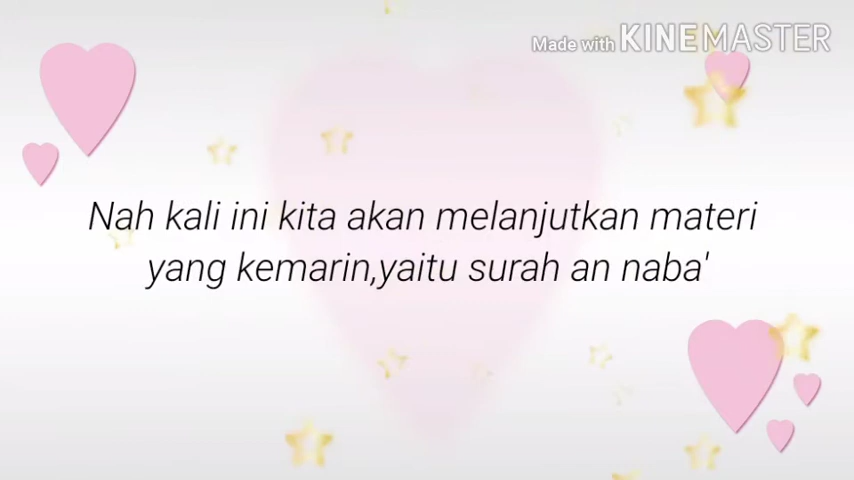 Made with KINEMASTER
Nah kali ini kita akan melanjutkan materi
yang kemarin,yaitu surah an naba'